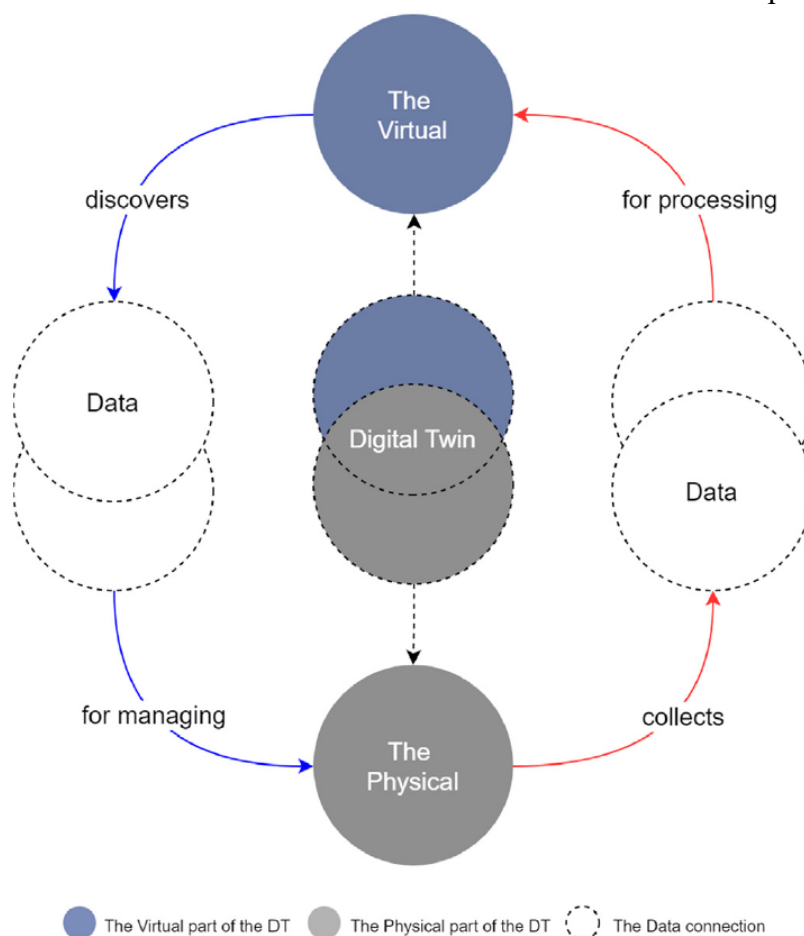 The
Virtual
discovers
for processing
Data
Digital Twin
Data
for managing
collects
The
Physical
The Virtual part of the DT
The Physical part of the DT
The Data connection